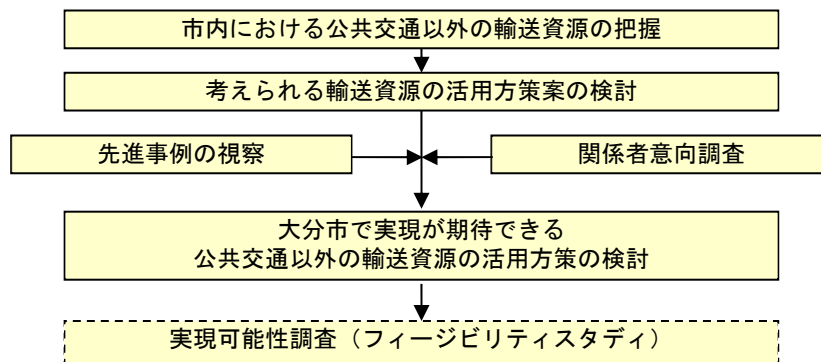 市内における公共交通以外の輸送資源の把握
考えられる輸送資源の活用方策案の検討
先進事例の視察
関係者意向調査
大分市で実現が期待できる
公共交通以外の輸送資源の活用方策の検討
実現可能性調査（フィージビリティスタディ）